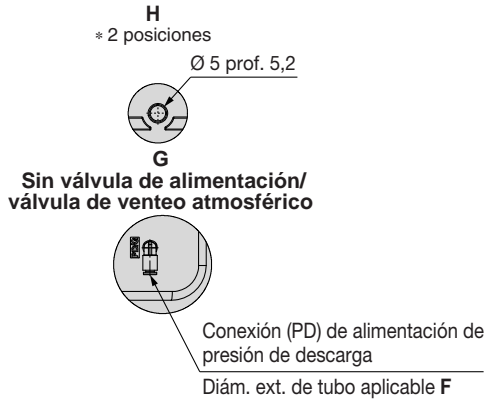 H
* 2 posiciones
Ø 5 prof. 5,2
G
Sin válvula de alimentación/
válvula de venteo atmosférico
Conexión (PD) de alimentación de
presión de descarga
Diám. ext. de tubo aplicable F